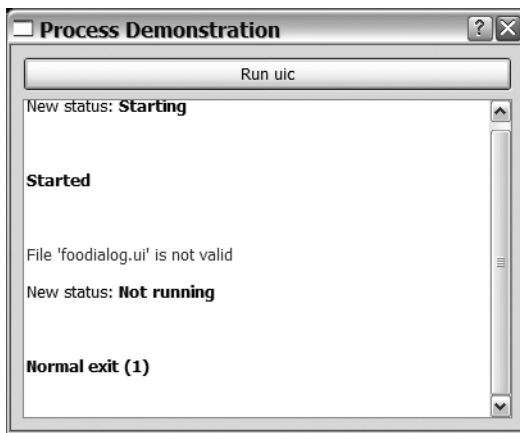 Process Demonstration
?
Run uic
New status: Starting
Started
File 'foodialog.ui' is not valid
New status: Not running
Normal exit (1)